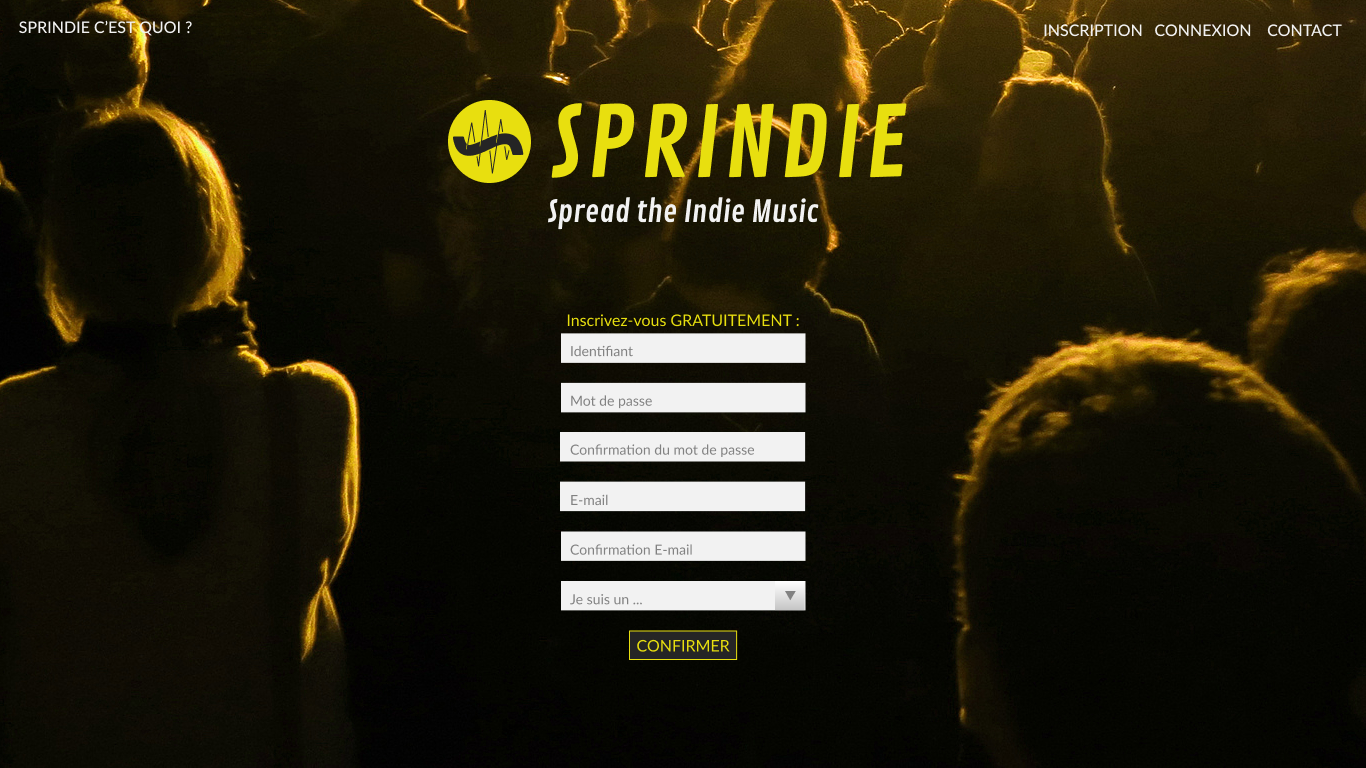 SPRINDIE C'EST QUOI ?
INSCRIPTION CONNEXION CONTACT
SPRINDIE
Spread the Indie Music
Inscrivez-vous GRATUITEMENT :
Identifiant
Mot de passe
Confirmation du mot de passe
E-mail
Confirmation E-mail
Je suis un ...
CONFIRMER